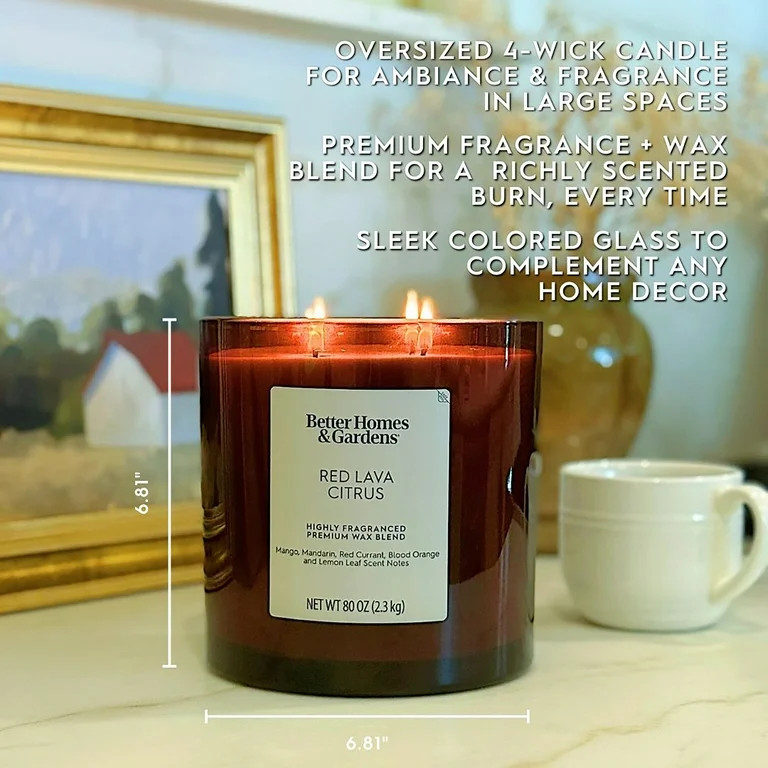 OVERSIZED 4-WICK CANDLE
FOR AMBIANCE & FRAGRANCE
IN LARGE SPACES
PREMIUM FRAGRANCE + WAX
BLEND FOR A RICHLY SCENTED
BURN, EVERY TIME
SLEEK COLORED GLASS TO
COMPLEMENT ANY
HOME DECOR
6.81"
Better Homes
&Gardens
RED LAVA
CITRUS
HIGHLY FRAGRANCED
PREMIUM WAX BLEND
Mango, Mandarin, Red Currant, Blood Orange
and Lemon Leaf Scent Notes
NET WT 80 OZ (2.3 kg)
6.81"